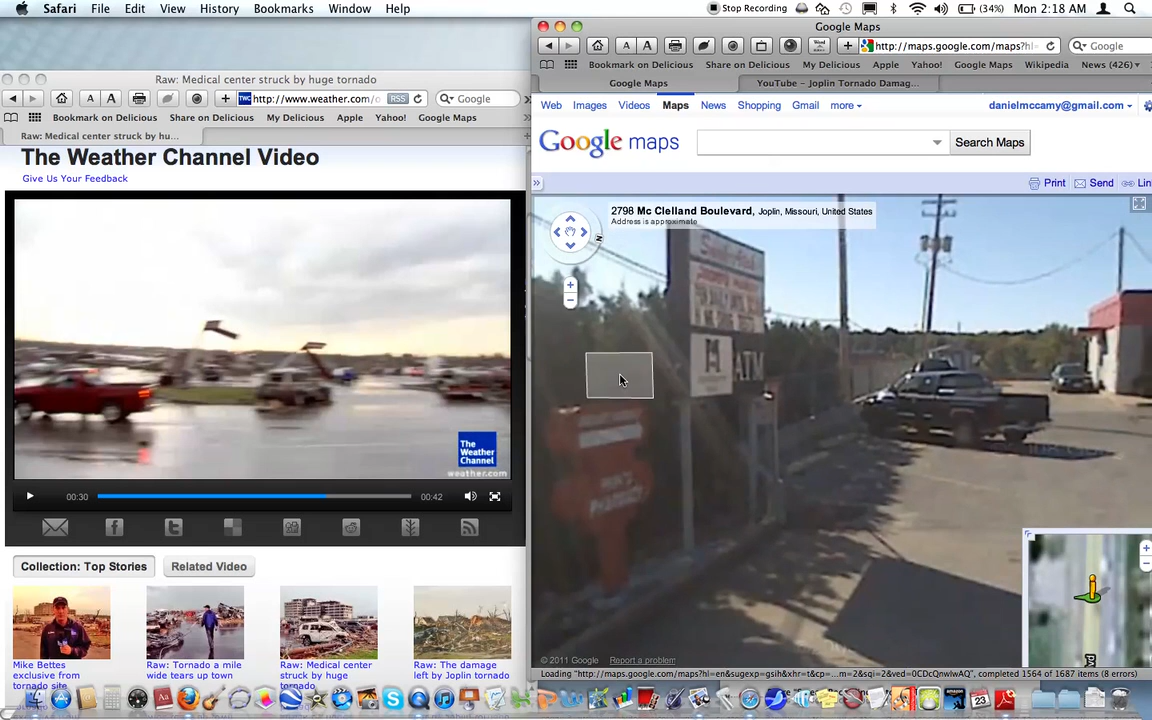 Safari File Edit View History Bookmarks Window Help
Stop Recording (34%) Mon 2:18 AM
Raw: Medical center struck by huge tornado
A A http://www.weather.com/ RSS Google
Bookmark on Delicious Share on Delicious My Delicious Apple Yahoo! Google Maps
Raw: Medical center struck by hu...
The Weather Channel Video
Give Us Your Feedback
The Weather Channel
weather.com
00:30 00:42
Collection: Top Stories Related Video
Mike Bettes exclusive from tornado site
Raw: Tornado a mile wide tears up town
Raw: Medical center struck by huge tornado
Raw: The damage left by Joplin tornado
Google Maps
A A http://maps.google.com/maps?hl= Google
Bookmark on Delicious Share on Delicious My Delicious Apple Yahoo! Google Maps Wikipedia News (426)
Google Maps YouTube – Joplin Tornado Damag...
Web Images Videos Maps News Shopping Gmail more danielmccamy@gmail.com
Google maps Search Maps
Print Send Lin
2798 Mc Clelland Boulevard, Joplin, Missouri, United States
Address is approximate
N
ATM
© 2011 Google Report a problem
Loading "http://maps.google.com/maps?hl=en&sugexp=gsih&xhr=t&cp=...m=2&sqi=2&ved=0CDcQnwIwAQ", completed 1564 of 1687 items (8 errors)